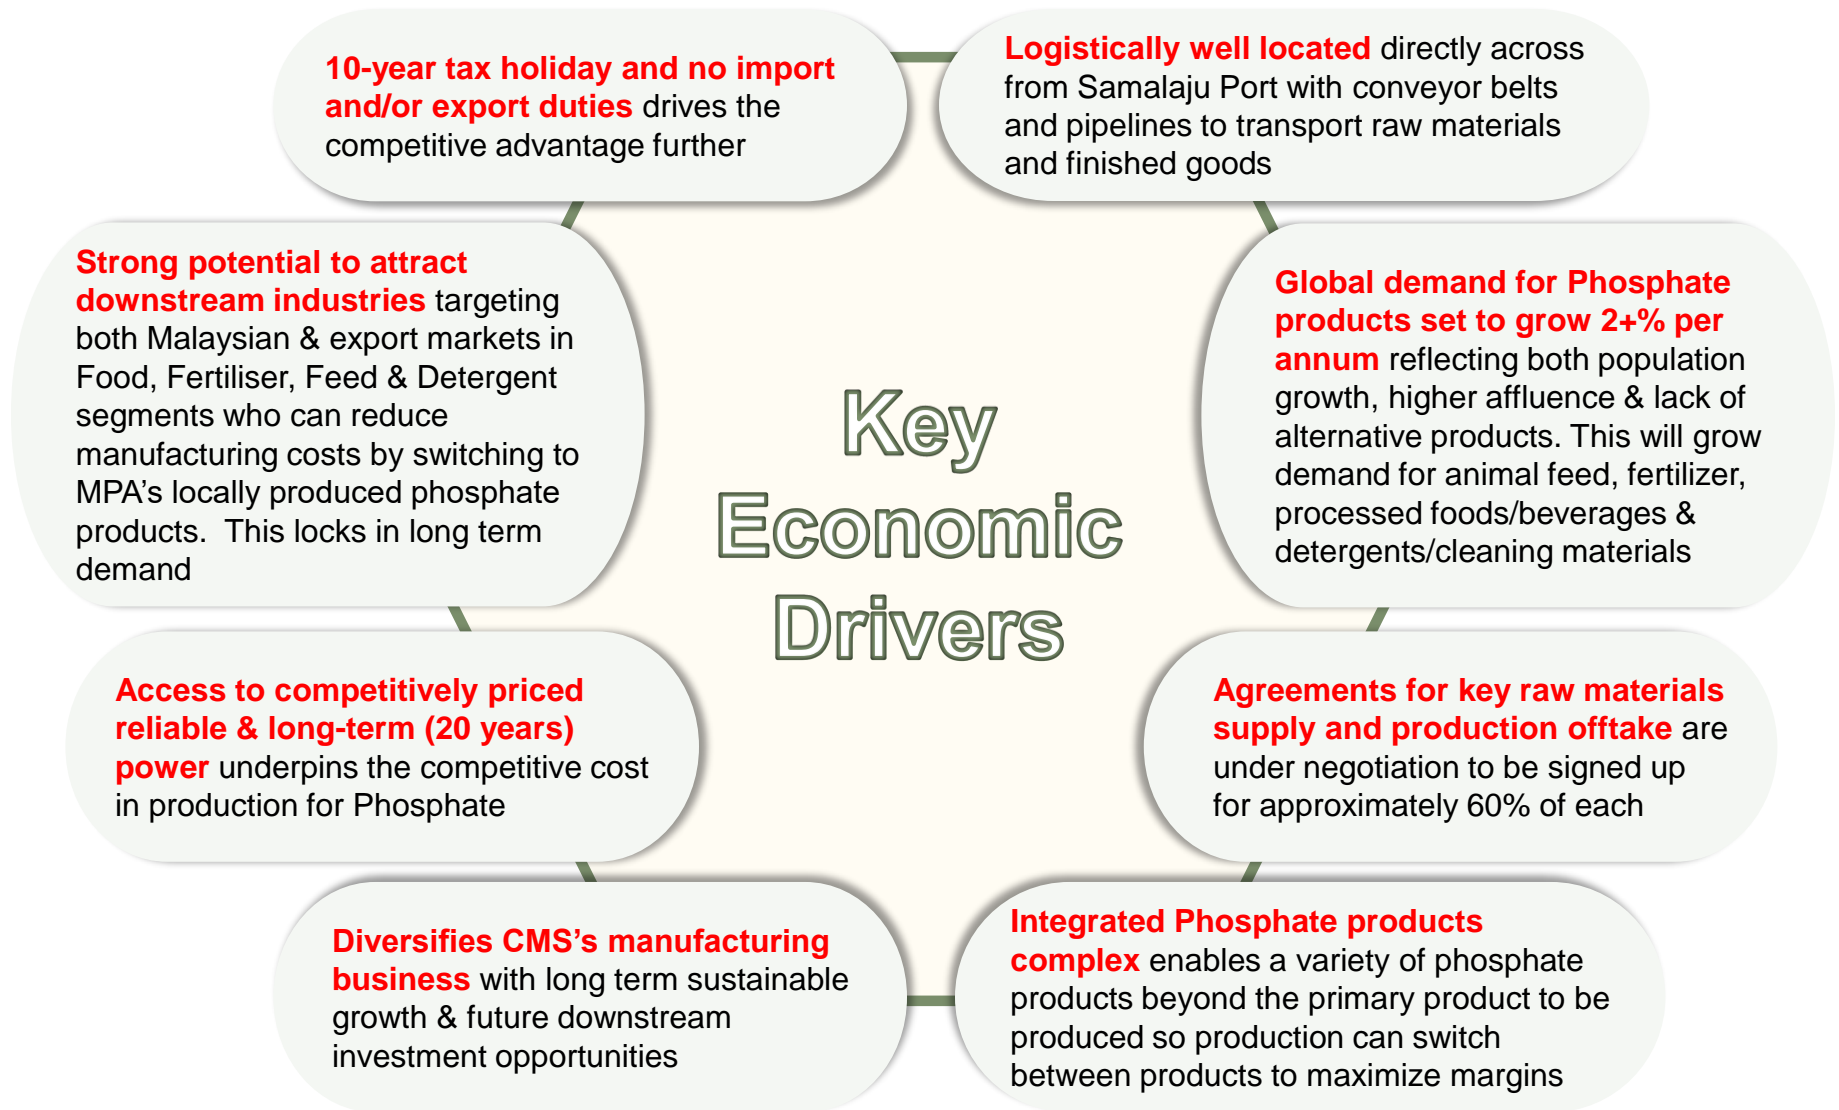 10-year tax holiday and no import
and/or export duties drives the
competitive advantage further
Logistically well located directly across
from Samalaju Port with conveyor belts
and pipelines to transport raw materials
and finished goods
Strong potential to attract
downstream industries targeting
both Malaysian & export markets in
Food, Fertiliser, Feed & Detergent
segments who can reduce
manufacturing costs by switching to
MPA’s locally produced phosphate
products.  This locks in long term
demand
Global demand for Phosphate
products set to grow 2+% per
annum reflecting both population
growth, higher affluence & lack of
alternative products. This will grow
demand for animal feed, fertilizer,
processed foods/beverages &
detergents/cleaning materials
Key
Economic
Drivers
Access to competitively priced
reliable & long-term (20 years)
power underpins the competitive cost
in production for Phosphate
Agreements for key raw materials
supply and production offtake are
under negotiation to be signed up
for approximately 60% of each
Diversifies CMS’s manufacturing
business with long term sustainable
growth & future downstream
investment opportunities
Integrated Phosphate products
complex enables a variety of phosphate
products beyond the primary product to be
produced so production can switch
between products to maximize margins